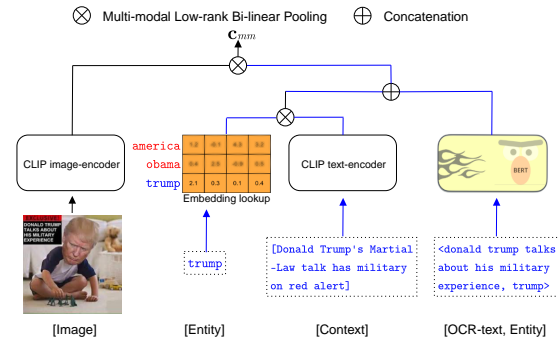 Multi-modal Low-rank Bi-linear Pooling
Concatenation
c_mm
CLIP image-encoder
america
obama
trump
2.1 0.3 0.1 0.4
Embedding lookup
CLIP text-encoder
BERT
DONALD TRUMP
TALKS ABOUT
HIS MILITARY
EXPERIENCE
trump
[Donald Trump's Martial
-Law talk has military
on red alert]
<donald trump talks
about his military
experience, trump>
[Image]
[Entity]
[Context]
[OCR-text, Entity]